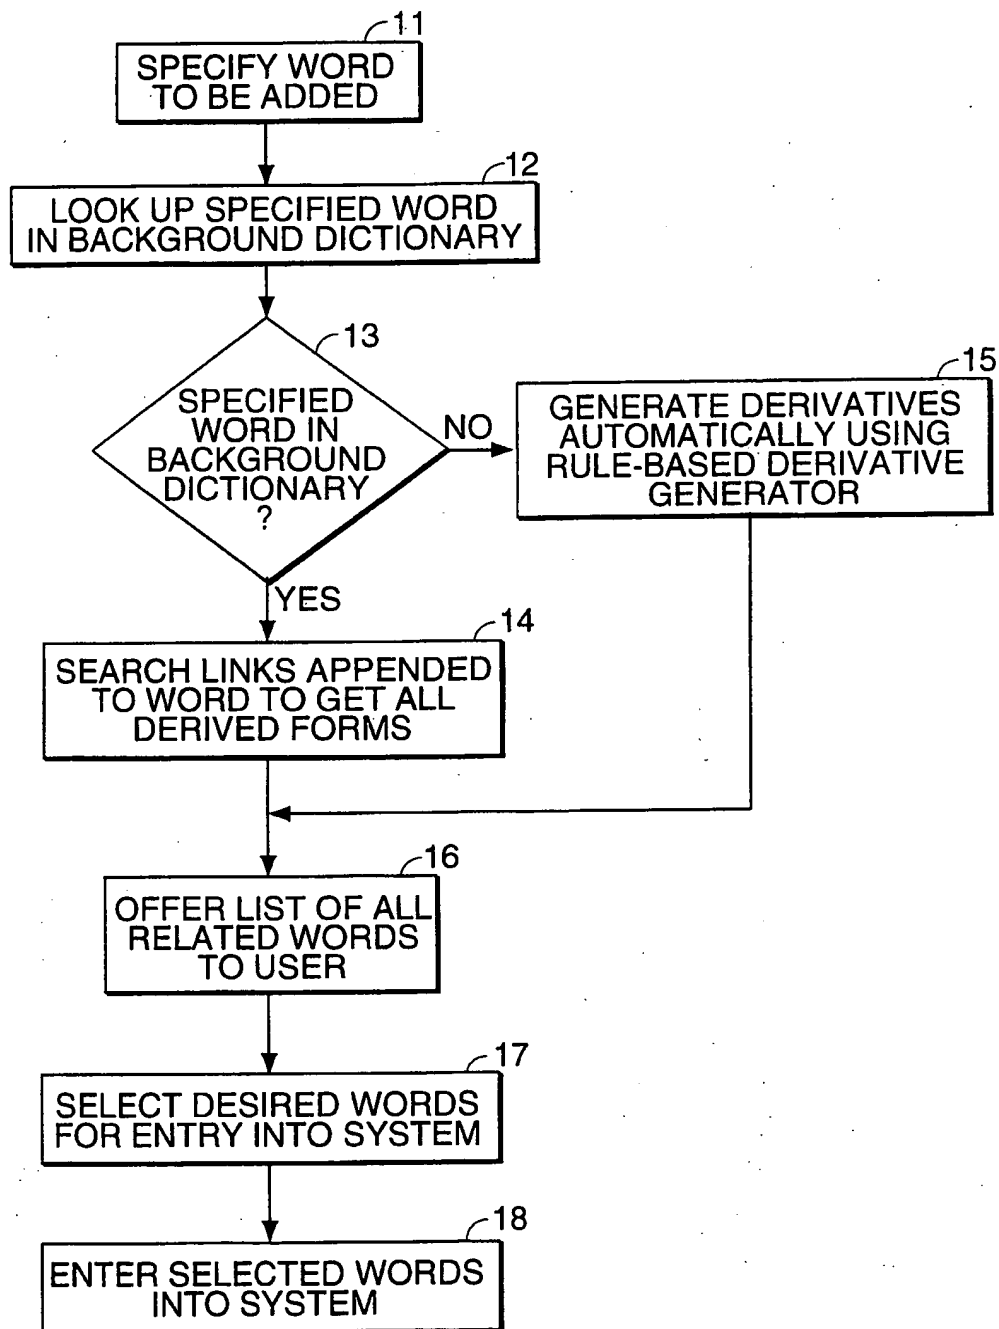 11
SPECIFY WORD
TO BE ADDED
12
LOOK UP SPECIFIED WORD
IN BACKGROUND DICTIONARY
13
SPECIFIED
WORD IN
BACKGROUND
DICTIONARY
?
NO
YES
15
GENERATE DERIVATIVES
AUTOMATICALLY USING
RULE-BASED DERIVATIVE
GENERATOR
14
SEARCH LINKS APPENDED
TO WORD TO GET ALL
DERIVED FORMS
16
OFFER LIST OF ALL
RELATED WORDS
TO USER
17
SELECT DESIRED WORDS
FOR ENTRY INTO SYSTEM
18
ENTER SELECTED WORDS
INTO SYSTEM